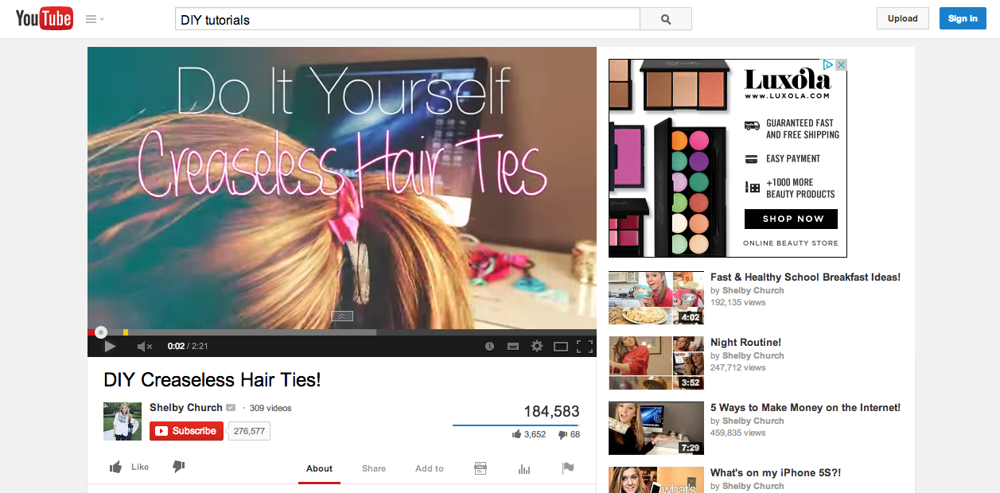 YouTube
DIY tutorials
Upload
Sign in
Do It Yourself
Creaseless Hair Ties
0:02 / 2:21
DIY Creaseless Hair Ties!
Shelby Church · 309 videos
Subscribe 276,577
184,583
3,652 68
Like
About
Share
Add to
Luxola
WWW.LUXOLA.COM
GUARANTEED FAST
AND FREE SHIPPING
EASY PAYMENT
+1000 MORE
BEAUTY PRODUCTS
SHOP NOW
ONLINE BEAUTY STORE
Fast & Healthy School Breakfast Ideas!
by Shelby Church
192,135 views
4:02
Night Routine!
by Shelby Church
247,712 views
3:52
5 Ways to Make Money on the Internet!
by Shelby Church
459,835 views
7:29
What's on my iPhone 5S?!
by Shelby Church
what's